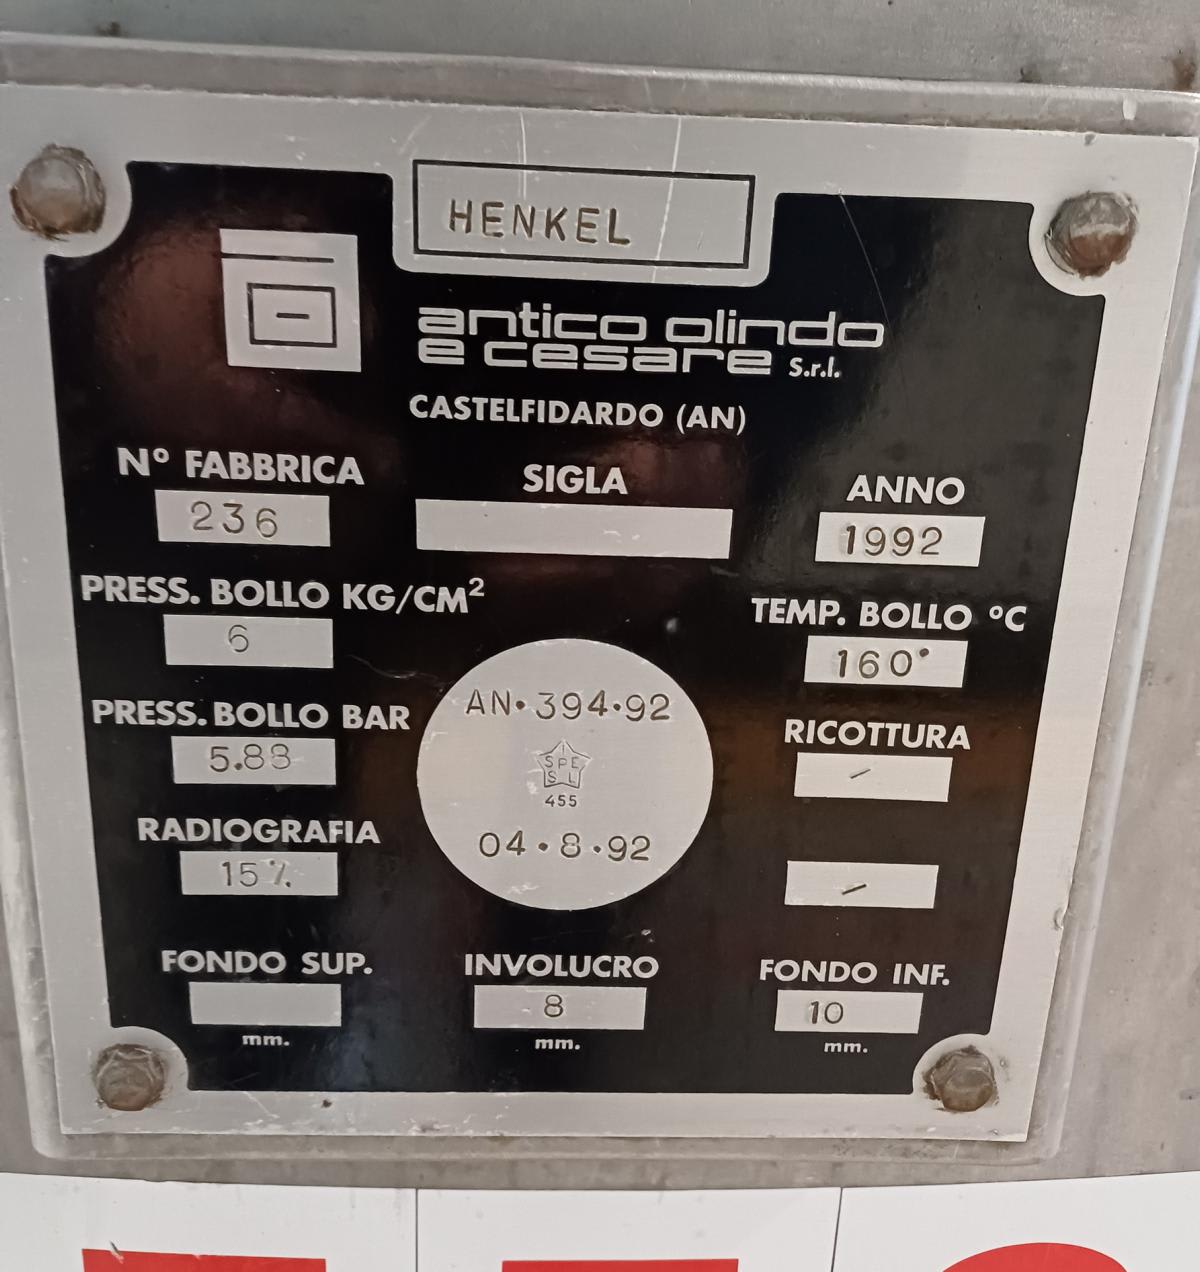 HENKEL
antico olindo
e cesare S.r.l.
CASTELFIDARDO (AN)
N° FABBRICA
236
SIGLA
ANNO
1992
PRESS. BOLLO KG/CM²
6
TEMP. BOLLO °C
160°
PRESS. BOLLO BAR
5.88
AN•394•92
I
SPE
SL
455
04•8•92
RICOTTURA
-
RADIOGRAFIA
15%
-
FONDO SUP.
mm.
INVOLUCRO
8
mm.
FONDO INF.
10
mm.